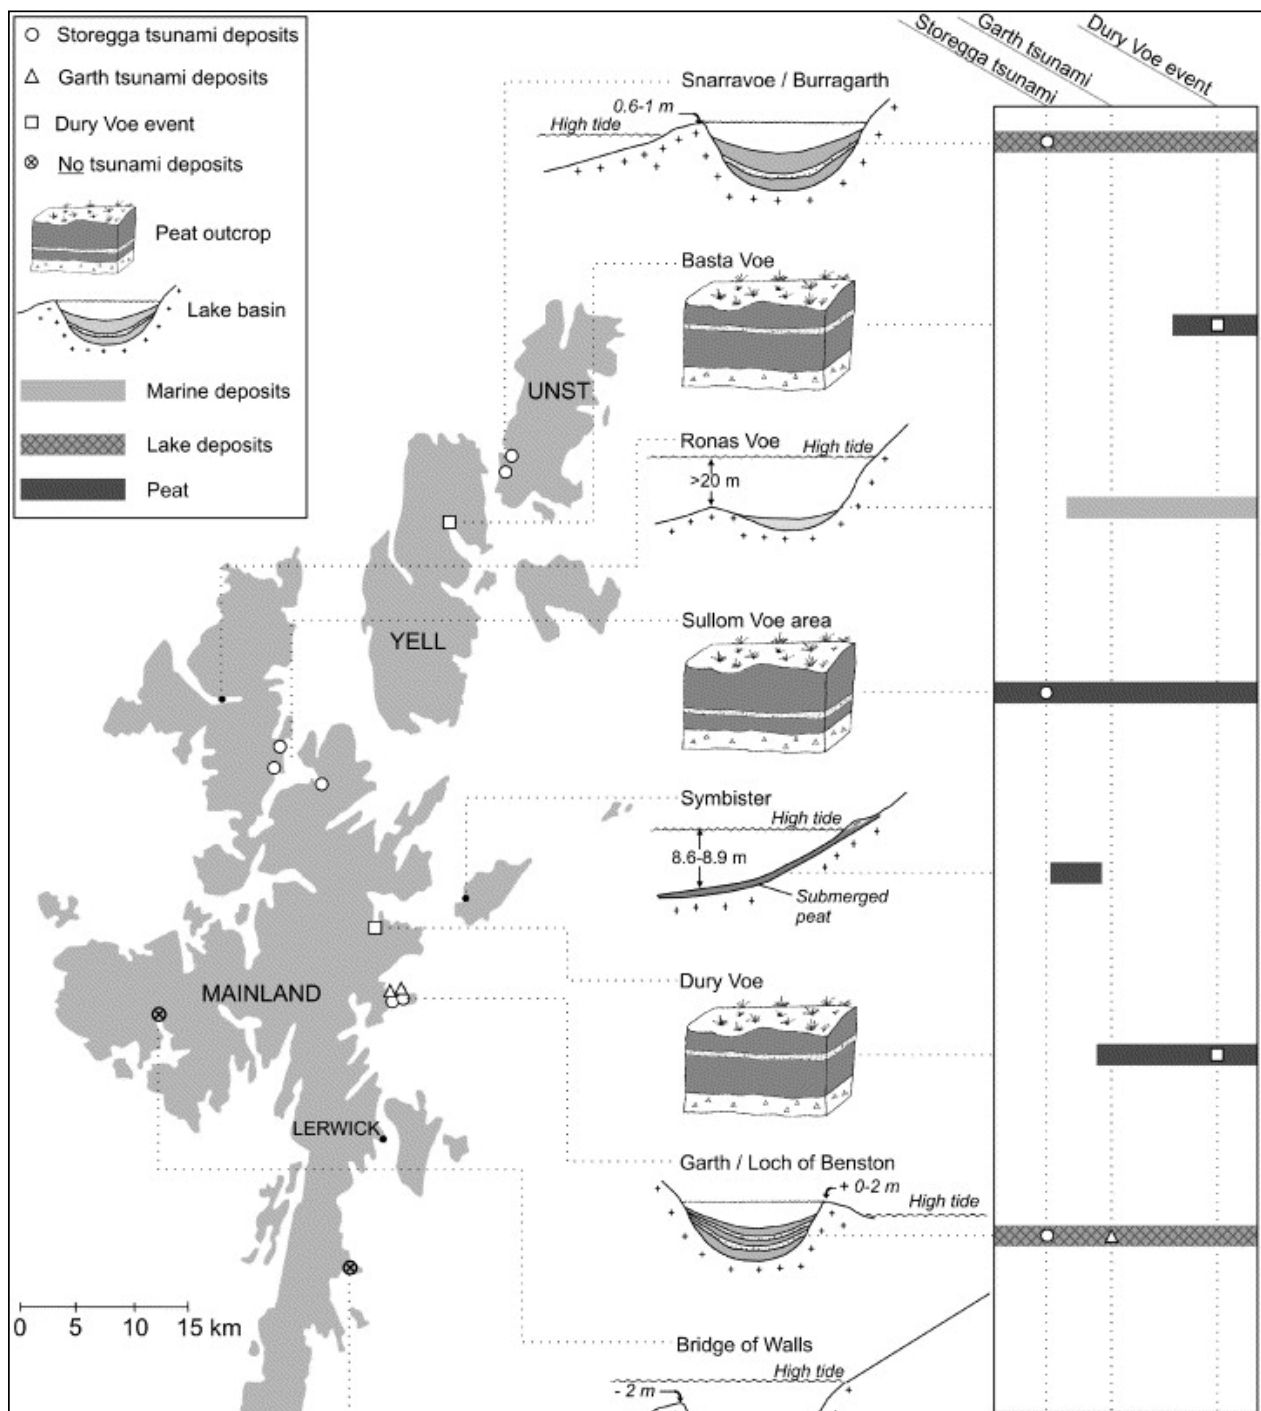 Storegga tsunami deposits
Garth tsunami deposits
Dury Voe event
No tsunami deposits
Peat outcrop
Lake basin
Marine deposits
Lake deposits
Peat
Storegga tsunami
Garth tsunami
Dury Voe event
Snarravoe / Burragarth
0.6-1 m
High tide
Basta Voe
UNST
Ronas Voe
High tide
>20 m
Sullom Voe area
YELL
Symbister
High tide
8.6-8.9 m
Submerged
peat
Dury Voe
MAINLAND
LERWICK
Garth / Loch of Benston
+ 0-2 m
High tide
0 5 10 15 km
Bridge of Walls
High tide
- 2 m